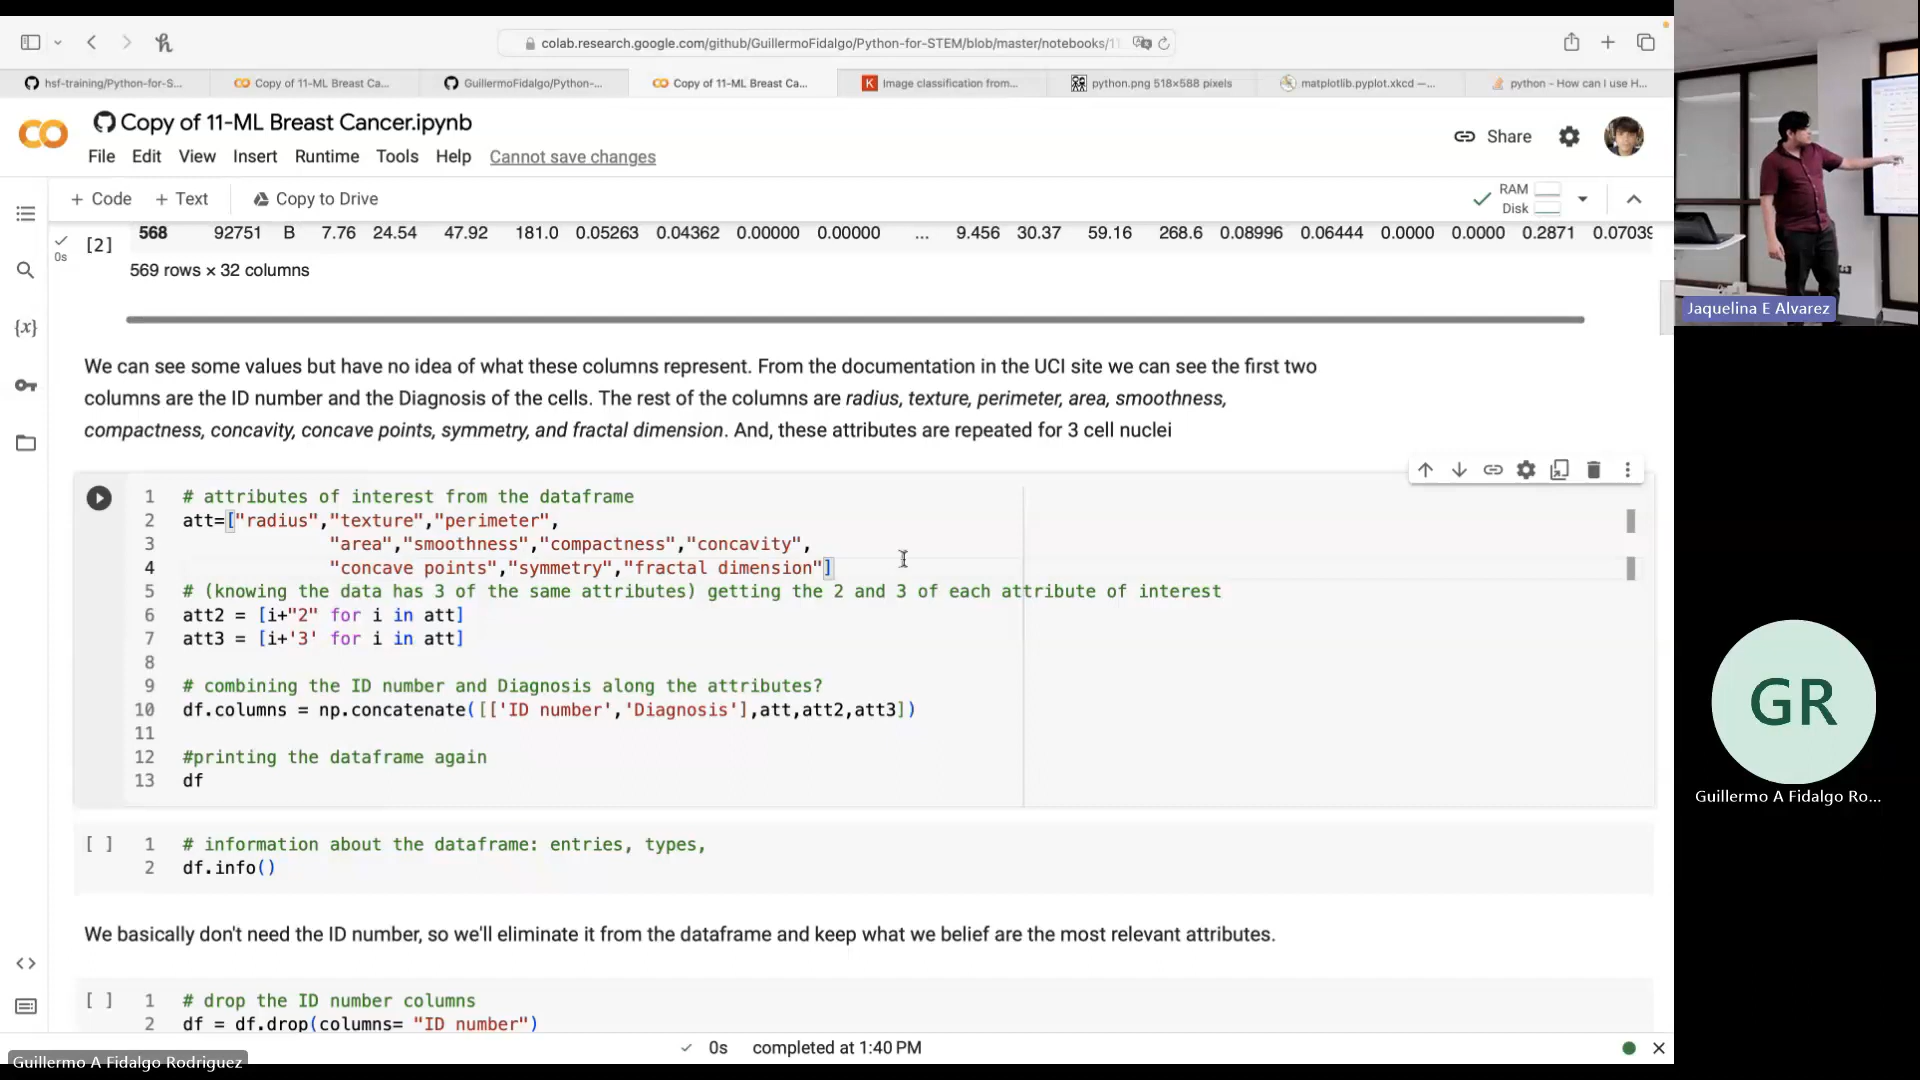 colab.research.google.com/github/GuillermoFidalgo/Python-for-STEM/blob/master/notebooks/1
hsf-training/Python-for-S...
Copy of 11-ML Breast Ca...
GuillermoFidalgo/Python-...
Copy of 11-ML Breast Ca...
Image classification from...
python.png 518×588 pixels
matplotlib.pyplot.xkcd —...
python - How can I use H...
Copy of 11-ML Breast Cancer.ipynb
Share
File Edit View Insert Runtime Tools Help Cannot save changes
+ Code + Text Copy to Drive
RAM
Disk
[2] 568 92751 B 7.76 24.54 47.92 181.0 0.05263 0.04362 0.00000 0.00000 ... 9.456 30.37 59.16 268.6 0.08996 0.06444 0.0000 0.0000 0.2871 0.07039
0s
569 rows × 32 columns
We can see some values but have no idea of what these columns represent. From the documentation in the UCI site we can see the first two
columns are the ID number and the Diagnosis of the cells. The rest of the columns are radius, texture, perimeter, area, smoothness,
compactness, concavity, concave points, symmetry, and fractal dimension. And, these attributes are repeated for 3 cell nuclei
1 # attributes of interest from the dataframe
2 att=["radius","texture","perimeter",
3 "area","smoothness","compactness","concavity",
4 "concave points","symmetry","fractal dimension"]
5 # (knowing the data has 3 of the same attributes) getting the 2 and 3 of each attribute of interest
6 att2 = [i+"2" for i in att]
7 att3 = [i+'3' for i in att]
8
9 # combining the ID number and Diagnosis along the attributes?
10 df.columns = np.concatenate([['ID number','Diagnosis'],att,att2,att3])
11
12 #printing the dataframe again
13 df
[ ] 1 # information about the dataframe: entries, types,
2 df.info()
We basically don't need the ID number, so we'll eliminate it from the dataframe and keep what we belief are the most relevant attributes.
[ ] 1 # drop the ID number columns
2 df = df.drop(columns= "ID number")
0s completed at 1:40 PM
Guillermo A Fidalgo Rodriguez
Jaquelina E Alvarez
GR
Guillermo A Fidalgo Ro...